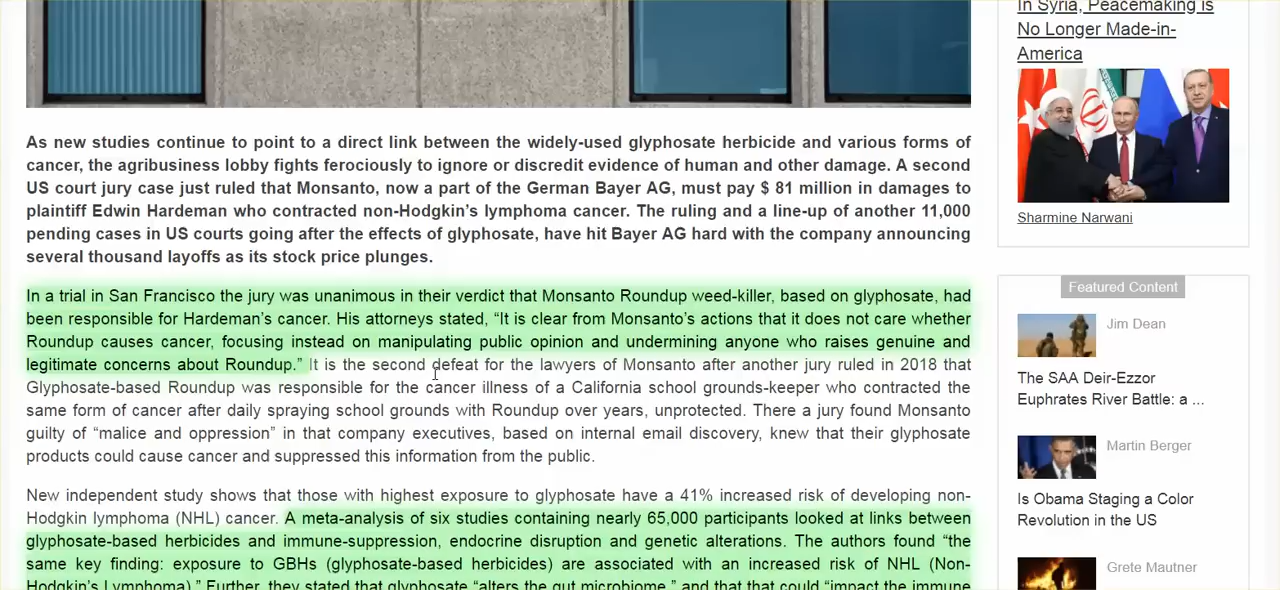 As new studies continue to point to a direct link between the widely-used glyphosate herbicide and various forms of
cancer, the agribusiness lobby fights ferociously to ignore or discredit evidence of human and other damage. A second
US court jury case just ruled that Monsanto, now a part of the German Bayer AG, must pay $ 81 million in damages to
plaintiff Edwin Hardeman who contracted non-Hodgkin’s lymphoma cancer. The ruling and a line-up of another 11,000
pending cases in US courts going after the effects of glyphosate, have hit Bayer AG hard with the company announcing
several thousand layoffs as its stock price plunges.
In a trial in San Francisco the jury was unanimous in their verdict that Monsanto Roundup weed-killer, based on glyphosate, had
been responsible for Hardeman’s cancer. His attorneys stated, “It is clear from Monsanto’s actions that it does not care whether
Roundup causes cancer, focusing instead on manipulating public opinion and undermining anyone who raises genuine and
legitimate concerns about Roundup.” It is the second defeat for the lawyers of Monsanto after another jury ruled in 2018 that
Glyphosate-based Roundup was responsible for the cancer illness of a California school grounds-keeper who contracted the
same form of cancer after daily spraying school grounds with Roundup over years, unprotected. There a jury found Monsanto
guilty of “malice and oppression” in that company executives, based on internal email discovery, knew that their glyphosate
products could cause cancer and suppressed this information from the public.
New independent study shows that those with highest exposure to glyphosate have a 41% increased risk of developing non-
Hodgkin lymphoma (NHL) cancer. A meta-analysis of six studies containing nearly 65,000 participants looked at links between
glyphosate-based herbicides and immune-suppression, endocrine disruption and genetic alterations. The authors found “the
same key finding: exposure to GBHs (glyphosate-based herbicides) are associated with an increased risk of NHL (Non-
Hodgkin’s Lymphoma).” Further, they stated that glyphosate “alters the gut microbiome,” and that that could “impact the immune
In Syria, Peacemaking is
No Longer Made-in-
America
Sharmine Narwani
Featured Content
Jim Dean
The SAA Deir-Ezzor
Euphrates River Battle: a ...
Martin Berger
Is Obama Staging a Color
Revolution in the US
Grete Mautner